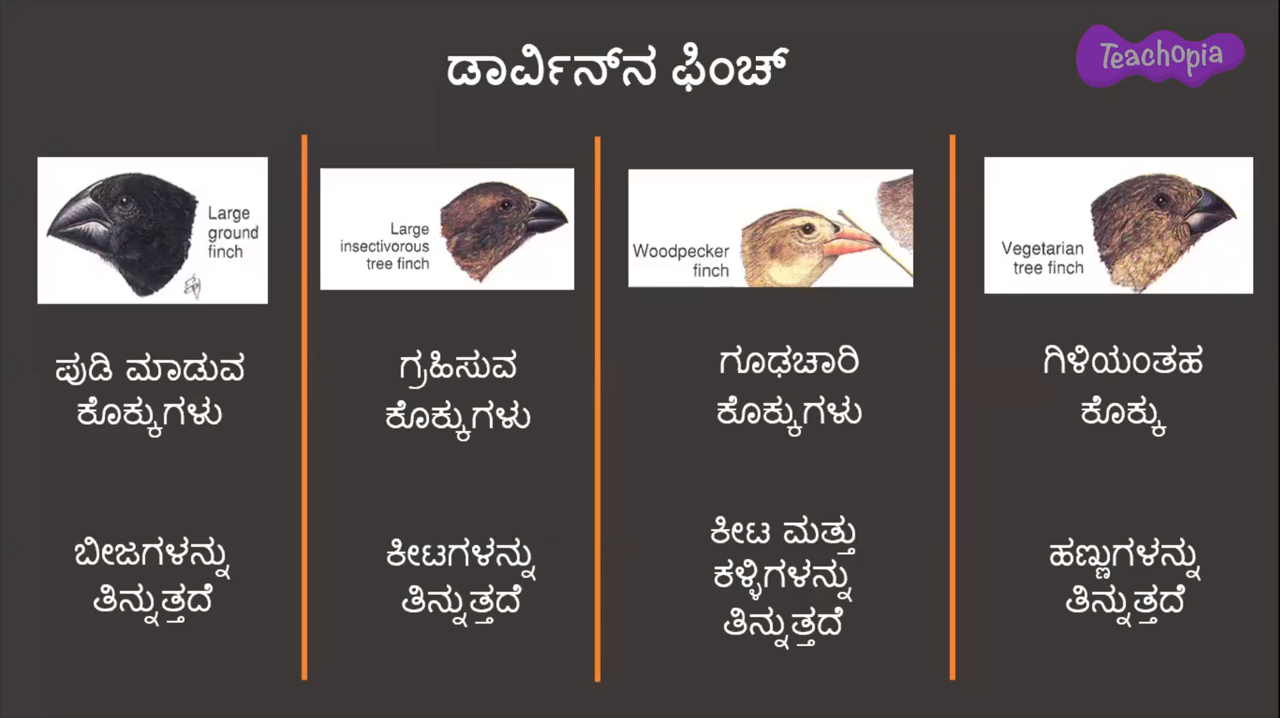 ಡಾರ್ವಿನ್‌ನ ಫಿಂಚ್
Teachopia
Large
ground
finch
ಪುಡಿ ಮಾಡುವ
ಕೊಕ್ಕುಗಳು
ಬೀಜಗಳನ್ನು
ತಿನ್ನುತ್ತದೆ
Large
insectivorous
tree finch
ಗ್ರಹಿಸುವ
ಕೊಕ್ಕುಗಳು
ಕೀಟಗಳನ್ನು
ತಿನ್ನುತ್ತದೆ
Woodpecker
finch
ಗೂಢಚಾರಿ
ಕೊಕ್ಕುಗಳು
ಕೀಟ ಮತ್ತು
ಕಳ್ಳಿಗಳನ್ನು
ತಿನ್ನುತ್ತದೆ
Vegetarian
tree finch
ಗಿಳಿಯಂತಹ
ಕೊಕ್ಕು
ಹಣ್ಣುಗಳನ್ನು
ತಿನ್ನುತ್ತದೆ